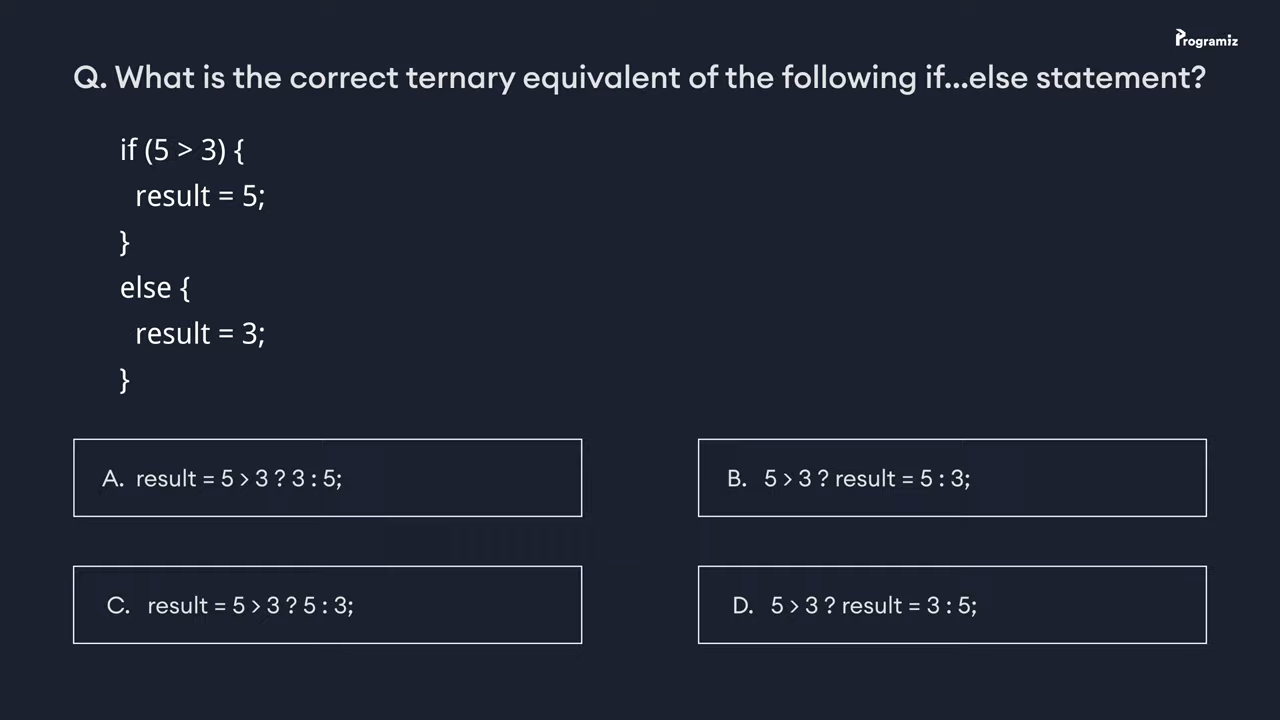 Programiz
Q. What is the correct ternary equivalent of the following if...else statement?
if (5 > 3) {
result = 5;
}
else {
result = 3;
}
A. result = 5 > 3 ? 3 : 5;
B. 5 > 3 ? result = 5 : 3;
C. result = 5 > 3 ? 5 : 3;
D. 5 > 3 ? result = 3 : 5;